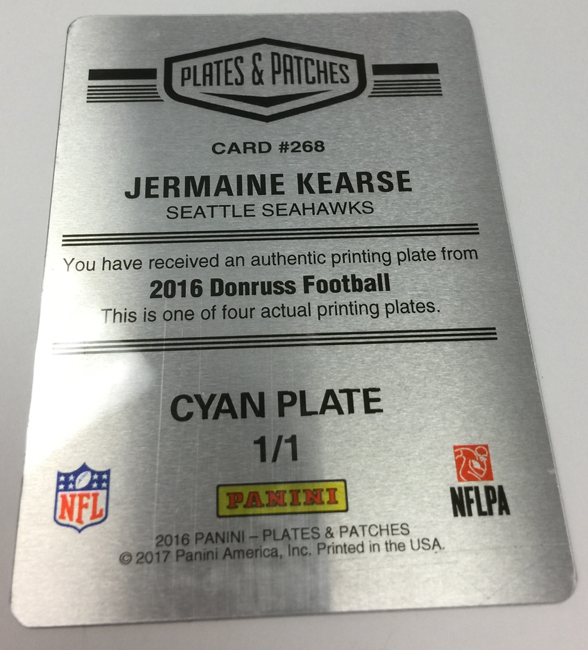 PLATES & PATCHES
CARD #268
JERMAINE KEARSE
SEATTLE SEAHAWKS
You have received an authentic printing plate from
2016 Donruss Football
This is one of four actual printing plates.
CYAN PLATE
1/1
NFL
PANINI
NFLPA
2016 PANINI – PLATES & PATCHES
© 2017 Panini America, Inc. Printed in the USA.